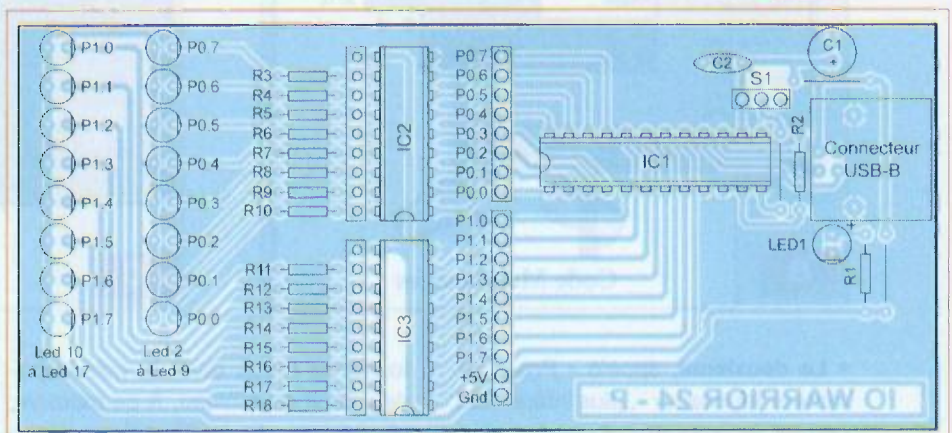 P1.0
P1.1
P1.2
P1.3
P1.4
P1.5
P1.6
P1.7
Led 10
à Led 17
P0.7
P0.6
P0.5
P0.4
P0.3
P0.2
P0.1
P0.0
Led 2
à Led 9
R3
R4
R5
R6
R7
R8
R9
R10
R11
R12
R13
R14
R15
R16
R17
R18
IC2
IC3
P0.7
P0.6
P0.5
P0.4
P0.3
P0.2
P0.1
P0.0
P1.0
P1.1
P1.2
P1.3
P1.4
P1.5
P1.6
P1.7
+5V
Gnd
IC1
C2
S1
C1
+
R2
Connecteur
USB-B
LED1
+
R1
IO WARRIOR 24 - P